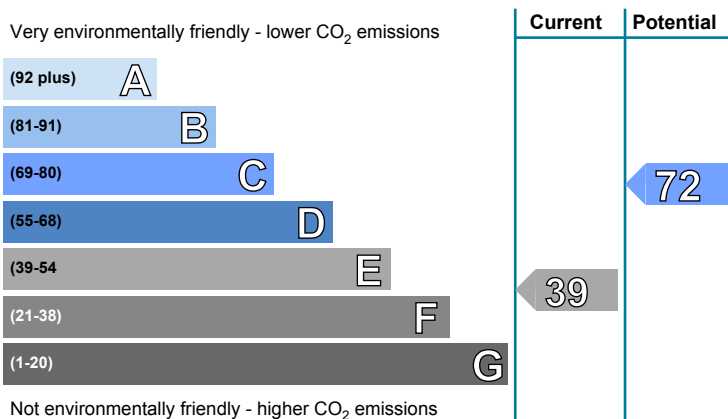 Current Potential
Very environmentally friendly - lower CO2 emissions
(92 plus) A
(81-91) B
(69-80) C
72
(55-68) D
(39-54 E
39
(21-38) F
(1-20) G
Not environmentally friendly - higher CO2 emissions